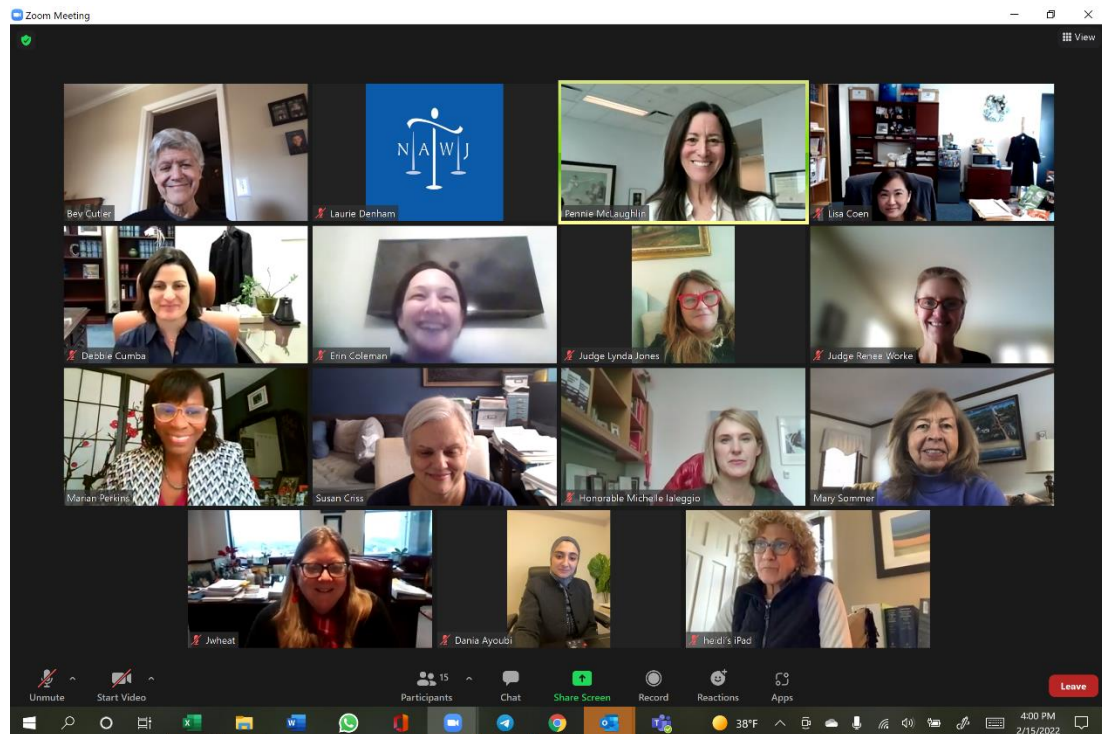 Zoom Meeting
View
Bev Cutler
N A W J
Laurie Denham
Pennie McLaughlin
Lisa Coen
Debbie Cumba
Erin Coleman
Judge Lynda Jones
Judge Renee Worke
Marian Perkins
Susan Criss
Honorable Michelle Ialeggio
Mary Sommer
Jwheat
Dania Ayoubi
heidi's iPad
Unmute
Start Video
15
Participants
Chat
Share Screen
Record
Reactions
Apps
Leave
38°F
4:00 PM
2/15/2022